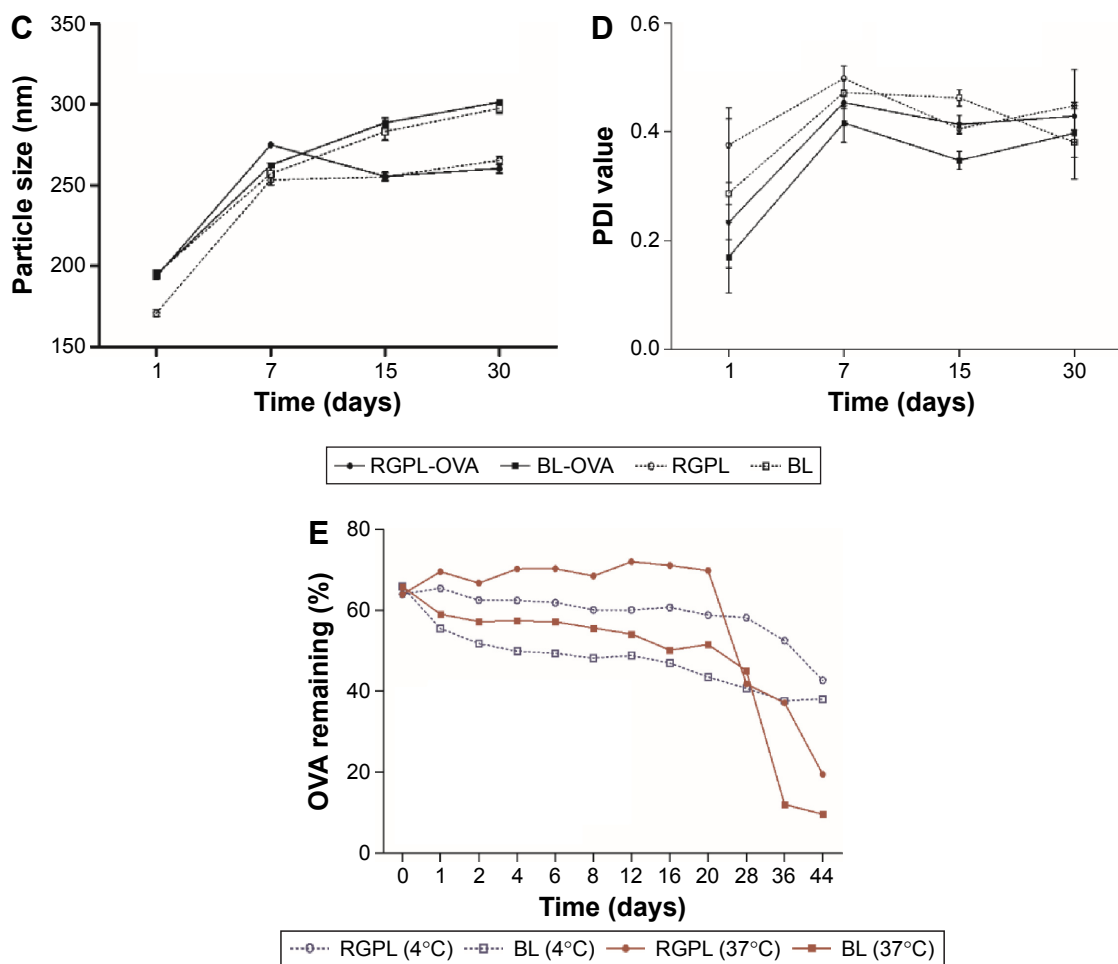 C
350
300
250
200
150
Particle size (nm)
1 7 15 30
Time (days)
D
0.6
0.4
0.2
0.0
PDI value
1 7 15 30
Time (days)
RGPL-OVA BL-OVA RGPL BL
E
80
60
40
20
0
OVA remaining (%)
0 1 2 4 6 8 12 16 20 28 36 44
Time (days)
RGPL (4°C) BL (4°C) RGPL (37°C) BL (37°C)